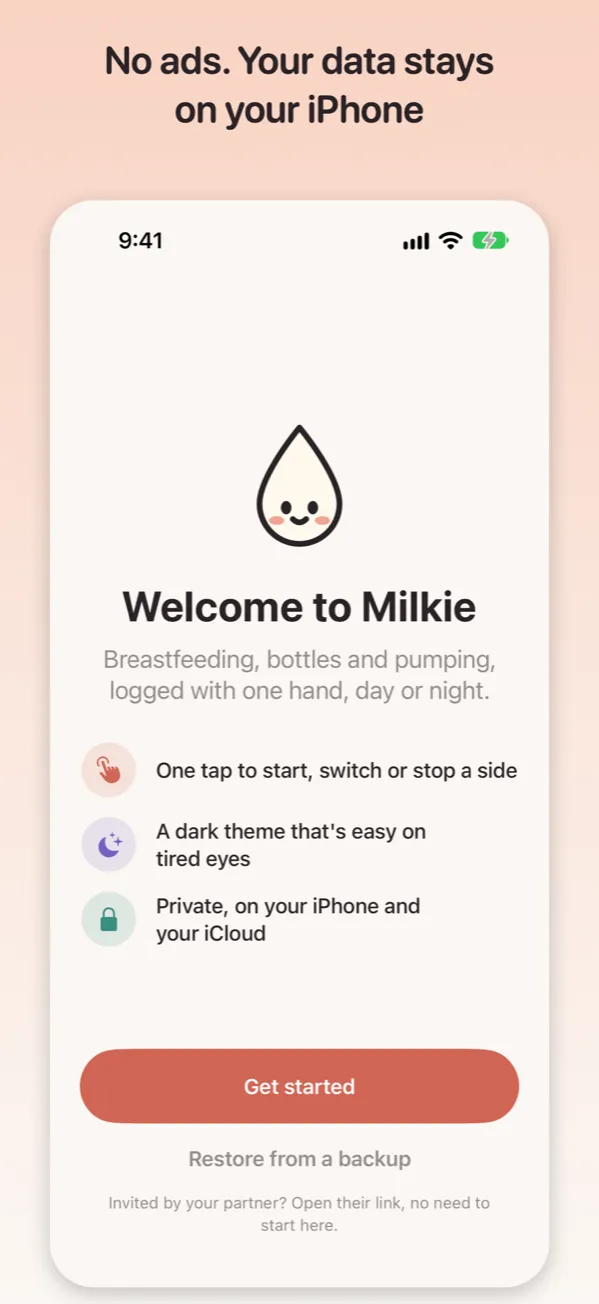 No ads. Your data stays
on your iPhone
9:41
Welcome to Milkie
Breastfeeding, bottles and pumping,
logged with one hand, day or night.
One tap to start, switch or stop a side
A dark theme that's easy on
tired eyes
Private, on your iPhone and
your iCloud
Get started
Restore from a backup
Invited by your partner? Open their link, no need to
start here.